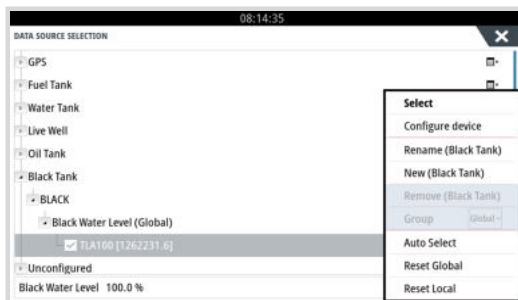 08:14:35
DATA SOURCE SELECTION
GPS
Fuel Tank
Water Tank
Live Well
Oil Tank
Black Tank
BLACK
Black Water Level (Global)
TLA100 [1262231.6]
Unconfigured
Black Water Level 100.0 %
Select
Configure device
Rename (Black Tank)
New (Black Tank)
Remove (Black Tank)
Group Global
Auto Select
Reset Global
Reset Local